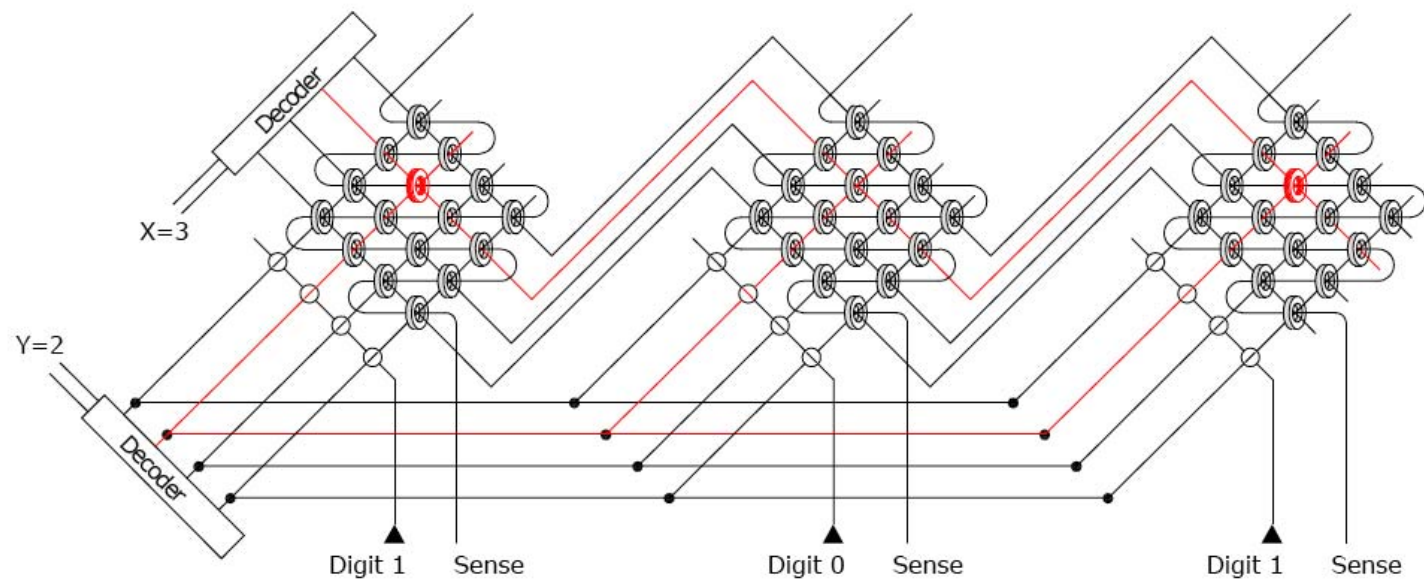 Decoder
X=3
Y=2
Decoder
Digit 1 Sense Digit 0 Sense Digit 1 Sense